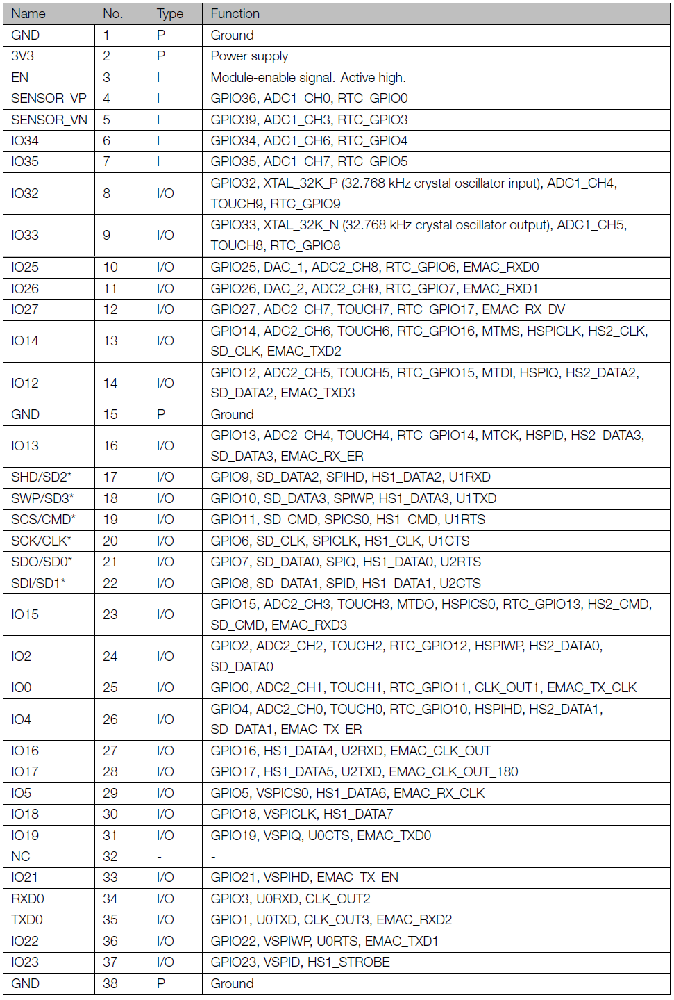 Name No. Type Function
GND 1 P Ground
3V3 2 P Power supply
EN 3 I Module-enable signal. Active high.
SENSOR_VP 4 I GPIO36, ADC1_CH0, RTC_GPIO0
SENSOR_VN 5 I GPIO39, ADC1_CH3, RTC_GPIO3
IO34 6 I GPIO34, ADC1_CH6, RTC_GPIO4
IO35 7 I GPIO35, ADC1_CH7, RTC_GPIO5
IO32 8 I/O GPIO32, XTAL_32K_P (32.768 kHz crystal oscillator input), ADC1_CH4,
TOUCH9, RTC_GPIO9
IO33 9 I/O GPIO33, XTAL_32K_N (32.768 kHz crystal oscillator output), ADC1_CH5,
TOUCH8, RTC_GPIO8
IO25 10 I/O GPIO25, DAC_1, ADC2_CH8, RTC_GPIO6, EMAC_RXD0
IO26 11 I/O GPIO26, DAC_2, ADC2_CH9, RTC_GPIO7, EMAC_RXD1
IO27 12 I/O GPIO27, ADC2_CH7, TOUCH7, RTC_GPIO17, EMAC_RX_DV
IO14 13 I/O GPIO14, ADC2_CH6, TOUCH6, RTC_GPIO16, MTMS, HSPICLK, HS2_CLK,
SD_CLK, EMAC_TXD2
IO12 14 I/O GPIO12, ADC2_CH5, TOUCH5, RTC_GPIO15, MTDI, HSPIQ, HS2_DATA2,
SD_DATA2, EMAC_TXD3
GND 15 P Ground
IO13 16 I/O GPIO13, ADC2_CH4, TOUCH4, RTC_GPIO14, MTCK, HSPID, HS2_DATA3,
SD_DATA3, EMAC_RX_ER
SHD/SD2* 17 I/O GPIO9, SD_DATA2, SPIHD, HS1_DATA2, U1RXD
SWP/SD3* 18 I/O GPIO10, SD_DATA3, SPIWP, HS1_DATA3, U1TXD
SCS/CMD* 19 I/O GPIO11, SD_CMD, SPICS0, HS1_CMD, U1RTS
SCK/CLK* 20 I/O GPIO6, SD_CLK, SPICLK, HS1_CLK, U1CTS
SDO/SD0* 21 I/O GPIO7, SD_DATA0, SPIQ, HS1_DATA0, U2RTS
SDI/SD1* 22 I/O GPIO8, SD_DATA1, SPID, HS1_DATA1, U2CTS
IO15 23 I/O GPIO15, ADC2_CH3, TOUCH3, MTDO, HSPICS0, RTC_GPIO13, HS2_CMD,
SD_CMD, EMAC_RXD3
IO2 24 I/O GPIO2, ADC2_CH2, TOUCH2, RTC_GPIO12, HSPIWP, HS2_DATA0,
SD_DATA0
IO0 25 I/O GPIO0, ADC2_CH1, TOUCH1, RTC_GPIO11, CLK_OUT1, EMAC_TX_CLK
IO4 26 I/O GPIO4, ADC2_CH0, TOUCH0, RTC_GPIO10, HSPIHD, HS2_DATA1,
SD_DATA1, EMAC_TX_ER
IO16 27 I/O GPIO16, HS1_DATA4, U2RXD, EMAC_CLK_OUT
IO17 28 I/O GPIO17, HS1_DATA5, U2TXD, EMAC_CLK_OUT_180
IO5 29 I/O GPIO5, VSPICS0, HS1_DATA6, EMAC_RX_CLK
IO18 30 I/O GPIO18, VSPICLK, HS1_DATA7
IO19 31 I/O GPIO19, VSPIQ, U0CTS, EMAC_TXD0
NC 32 - -
IO21 33 I/O GPIO21, VSPIHD, EMAC_TX_EN
RXD0 34 I/O GPIO3, U0RXD, CLK_OUT2
TXD0 35 I/O GPIO1, U0TXD, CLK_OUT3, EMAC_RXD2
IO22 36 I/O GPIO22, VSPIWP, U0RTS, EMAC_TXD1
IO23 37 I/O GPIO23, VSPID, HS1_STROBE
GND 38 P Ground